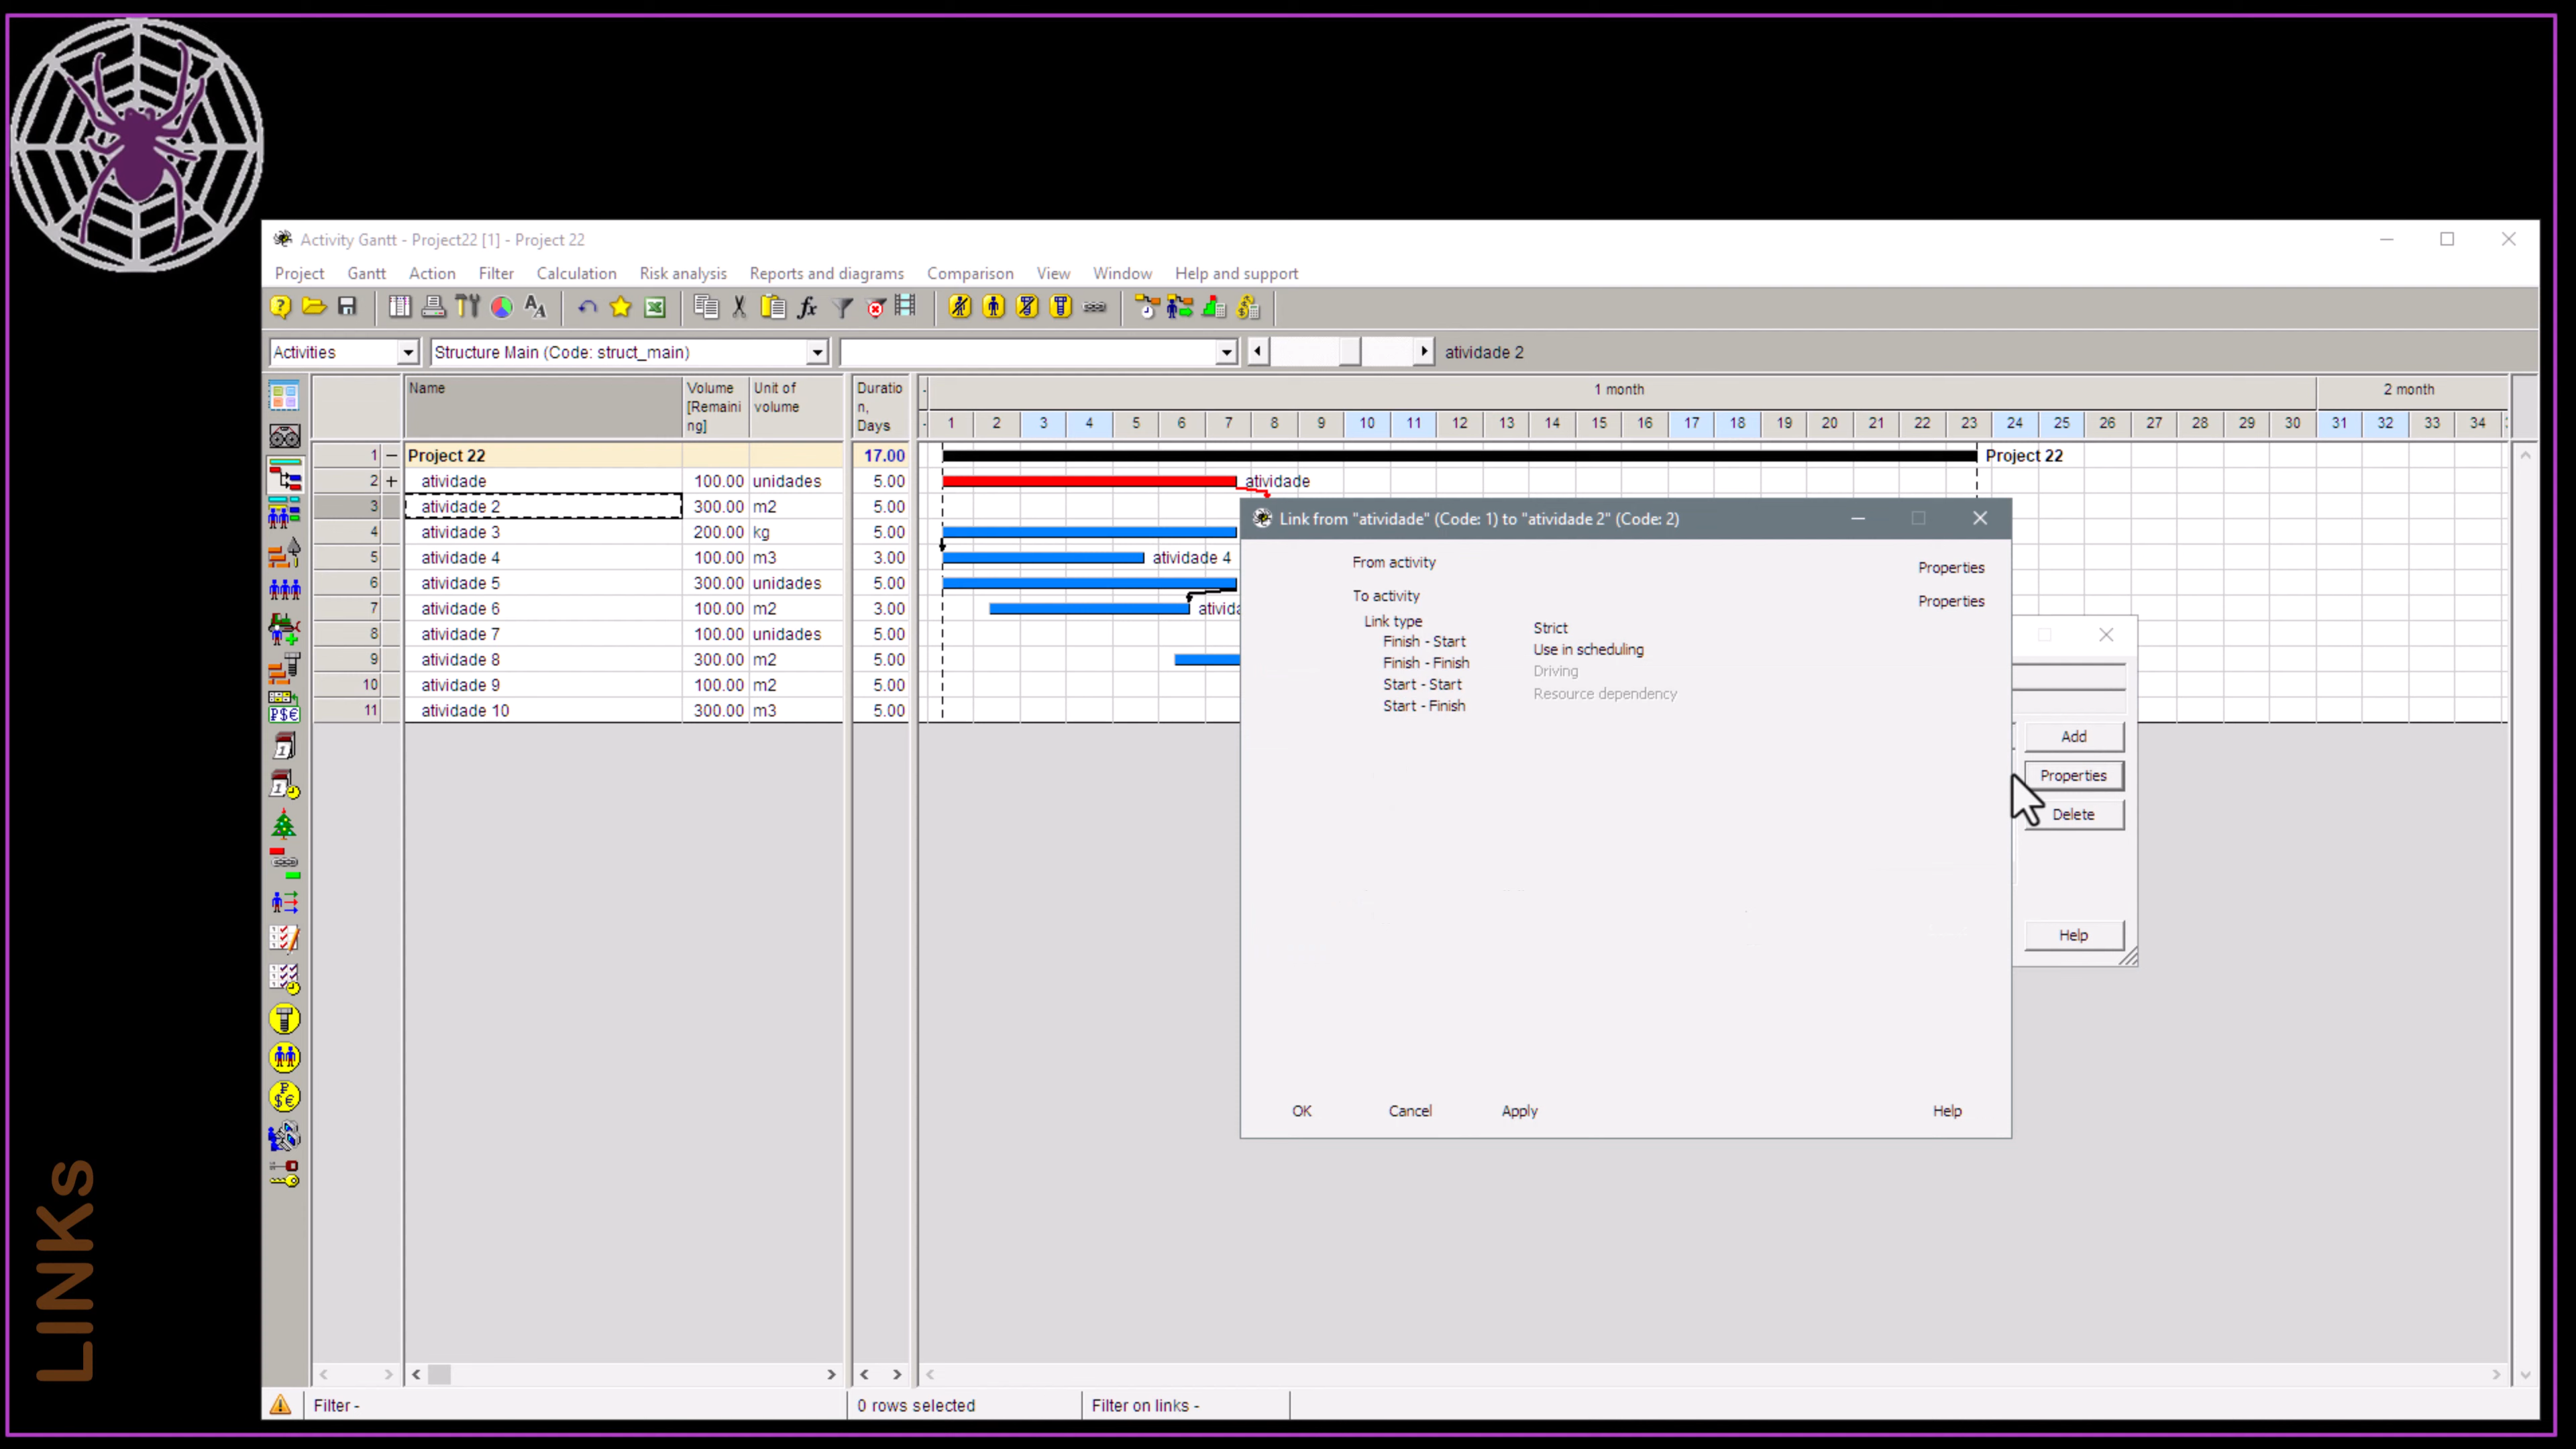 Activity Gantt - Project22 [1] - Project 22
Project Gantt Action Filter Calculation Risk analysis Reports and diagrams Comparison View Window Help and support
Activities Structure Main (Code: struct_main) atividade 2
Name Volume [Remaini ng] Unit of volume Duratio n, Days 1 month 2 month
1 2 3 4 5 6 7 8 9 10 11 12 13 14 15 16 17 18 19 20 21 22 23 24 25 26 27 28 29 30 31 32 33 34
1 Project 22 17.00 Project 22
2 atividade 100.00 unidades 5.00 atividade
3 atividade 2 300.00 m2 5.00
4 atividade 3 200.00 kg 5.00
5 atividade 4 100.00 m3 3.00 atividade 4
6 atividade 5 300.00 unidades 5.00
7 atividade 6 100.00 m2 3.00
8 atividade 7 100.00 unidades 5.00
9 atividade 8 300.00 m2 5.00
10 atividade 9 100.00 m2 5.00
11 atividade 10 300.00 m3 5.00
Link from "atividade" (Code: 1) to "atividade 2" (Code: 2)
From activity Properties
To activity Properties
Link type
Finish - Start
Finish - Finish
Start - Start
Start - Finish
Strict
Use in scheduling
Driving
Resource dependency
OK Cancel Apply Help
Add
Properties
Delete
Help
Filter - 0 rows selected Filter on links -
LINKs